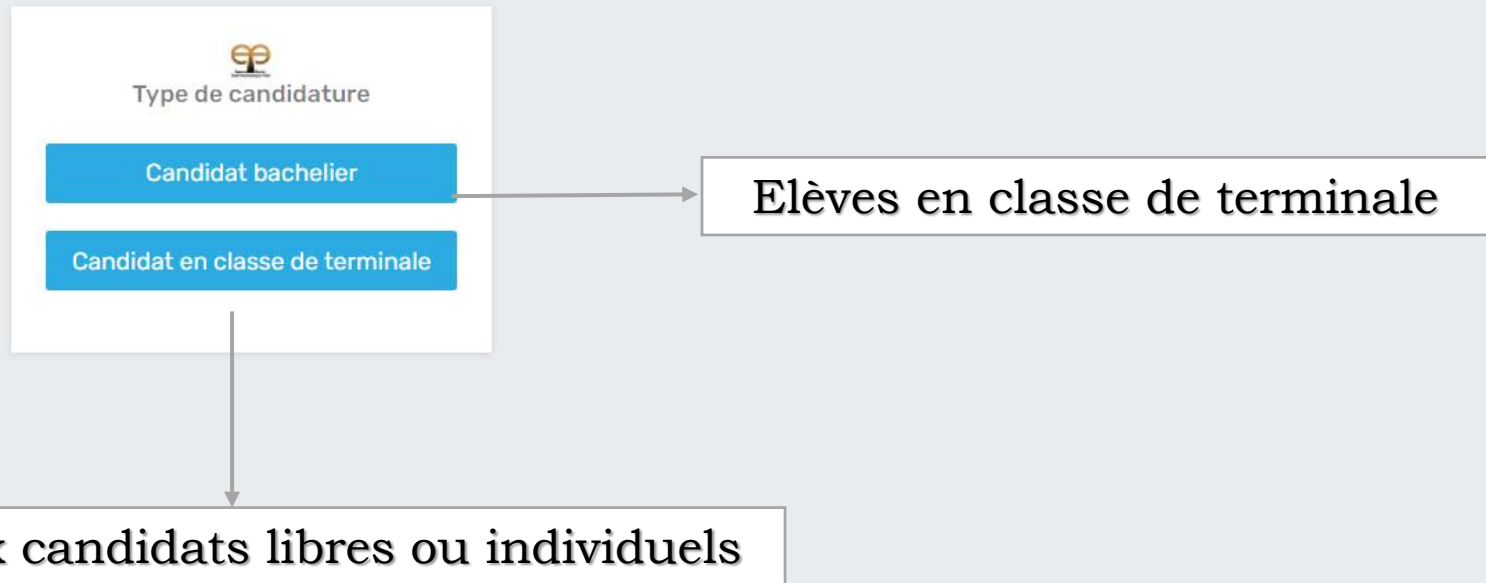 Type de candidature
Candidat bachelier
Elèves en classe de terminale
Candidat en classe de terminale
candidats libres ou individuels